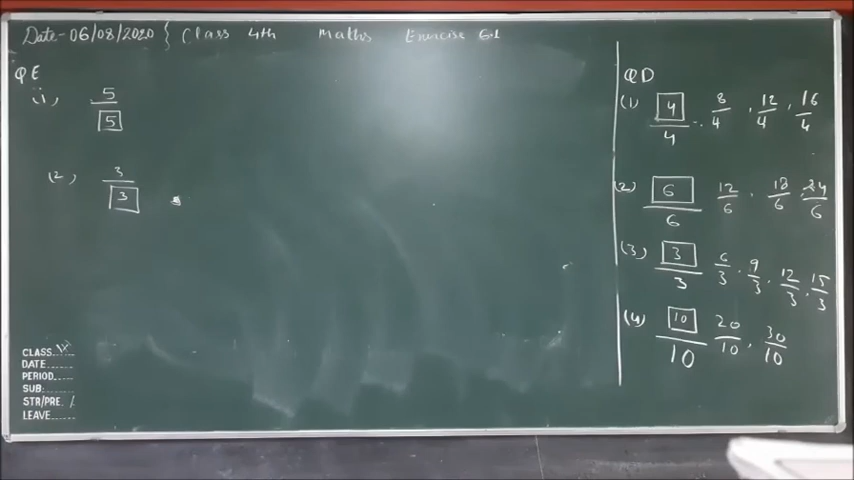 Date-06/08/2020 { Class 4th Maths Exercise 6.1
Q E
(1), 5/[5]
(2), 3/[3]
Q D
(1) [4]/4 .. 8/4 , 12/4 , 16/4
(2) [6]/6 12/6 . 18/6 , 24/6
(3) [3]/3 6/3 . 9/3 . 12/3 . 15/3
(4) [10]/10 20/10 , 30/10
CLASS....
DATE.......
PERIOD.....
SUB:........
STR/PRE. /.
LEAVE.......